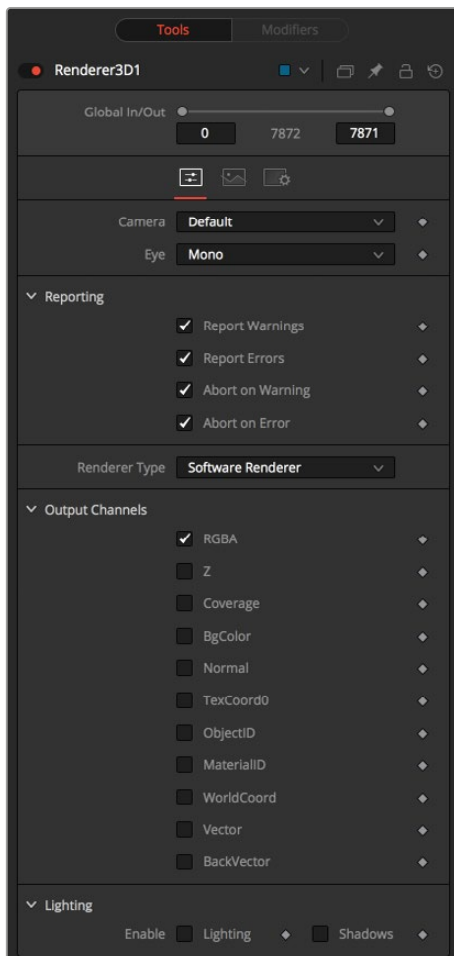 Tools Modifiers
Renderer3D1
Global In/Out
0 7872 7871
Camera Default
Eye Mono
Reporting
Report Warnings
Report Errors
Abort on Warning
Abort on Error
Renderer Type Software Renderer
Output Channels
RGBA
Z
Coverage
BgColor
Normal
TexCoord0
ObjectID
MaterialID
WorldCoord
Vector
BackVector
Lighting
Enable Lighting Shadows